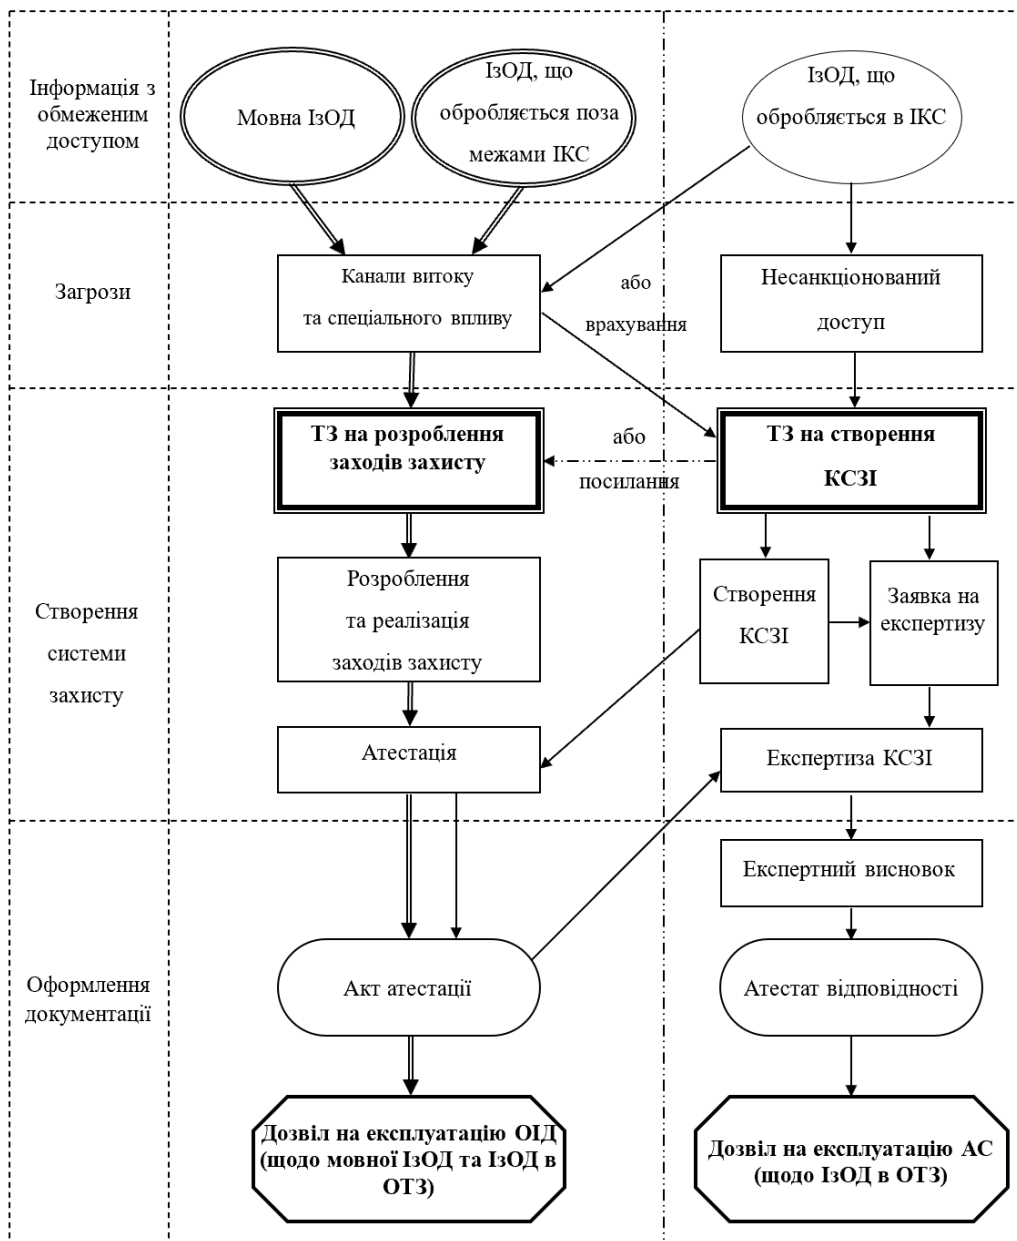 Інформація з
обмеженим
доступом
Мовна ІзОД
ІзОД, що
обробляється поза
межами ІКС
ІзОД, що
обробляється в ІКС
Загрози
Канали витоку
та спеціального впливу
або
врахування
Несанкціонований
доступ
Створення
системи
захисту
ТЗ на розроблення
заходів захисту
або
посилання
ТЗ на створення
КСЗІ
Розроблення
та реалізація
заходів захисту
Створення
КСЗІ
Заявка на
експертизу
Атестація
Експертиза КСЗІ
Оформлення
документації
Експертний висновок
Акт атестації
Атестат відповідності
Дозвіл на експлуатацію ОІД
(щодо мовної ІзОД та ІзОД в
ОТЗ)
Дозвіл на експлуатацію АС
(щодо ІзОД в ОТЗ)